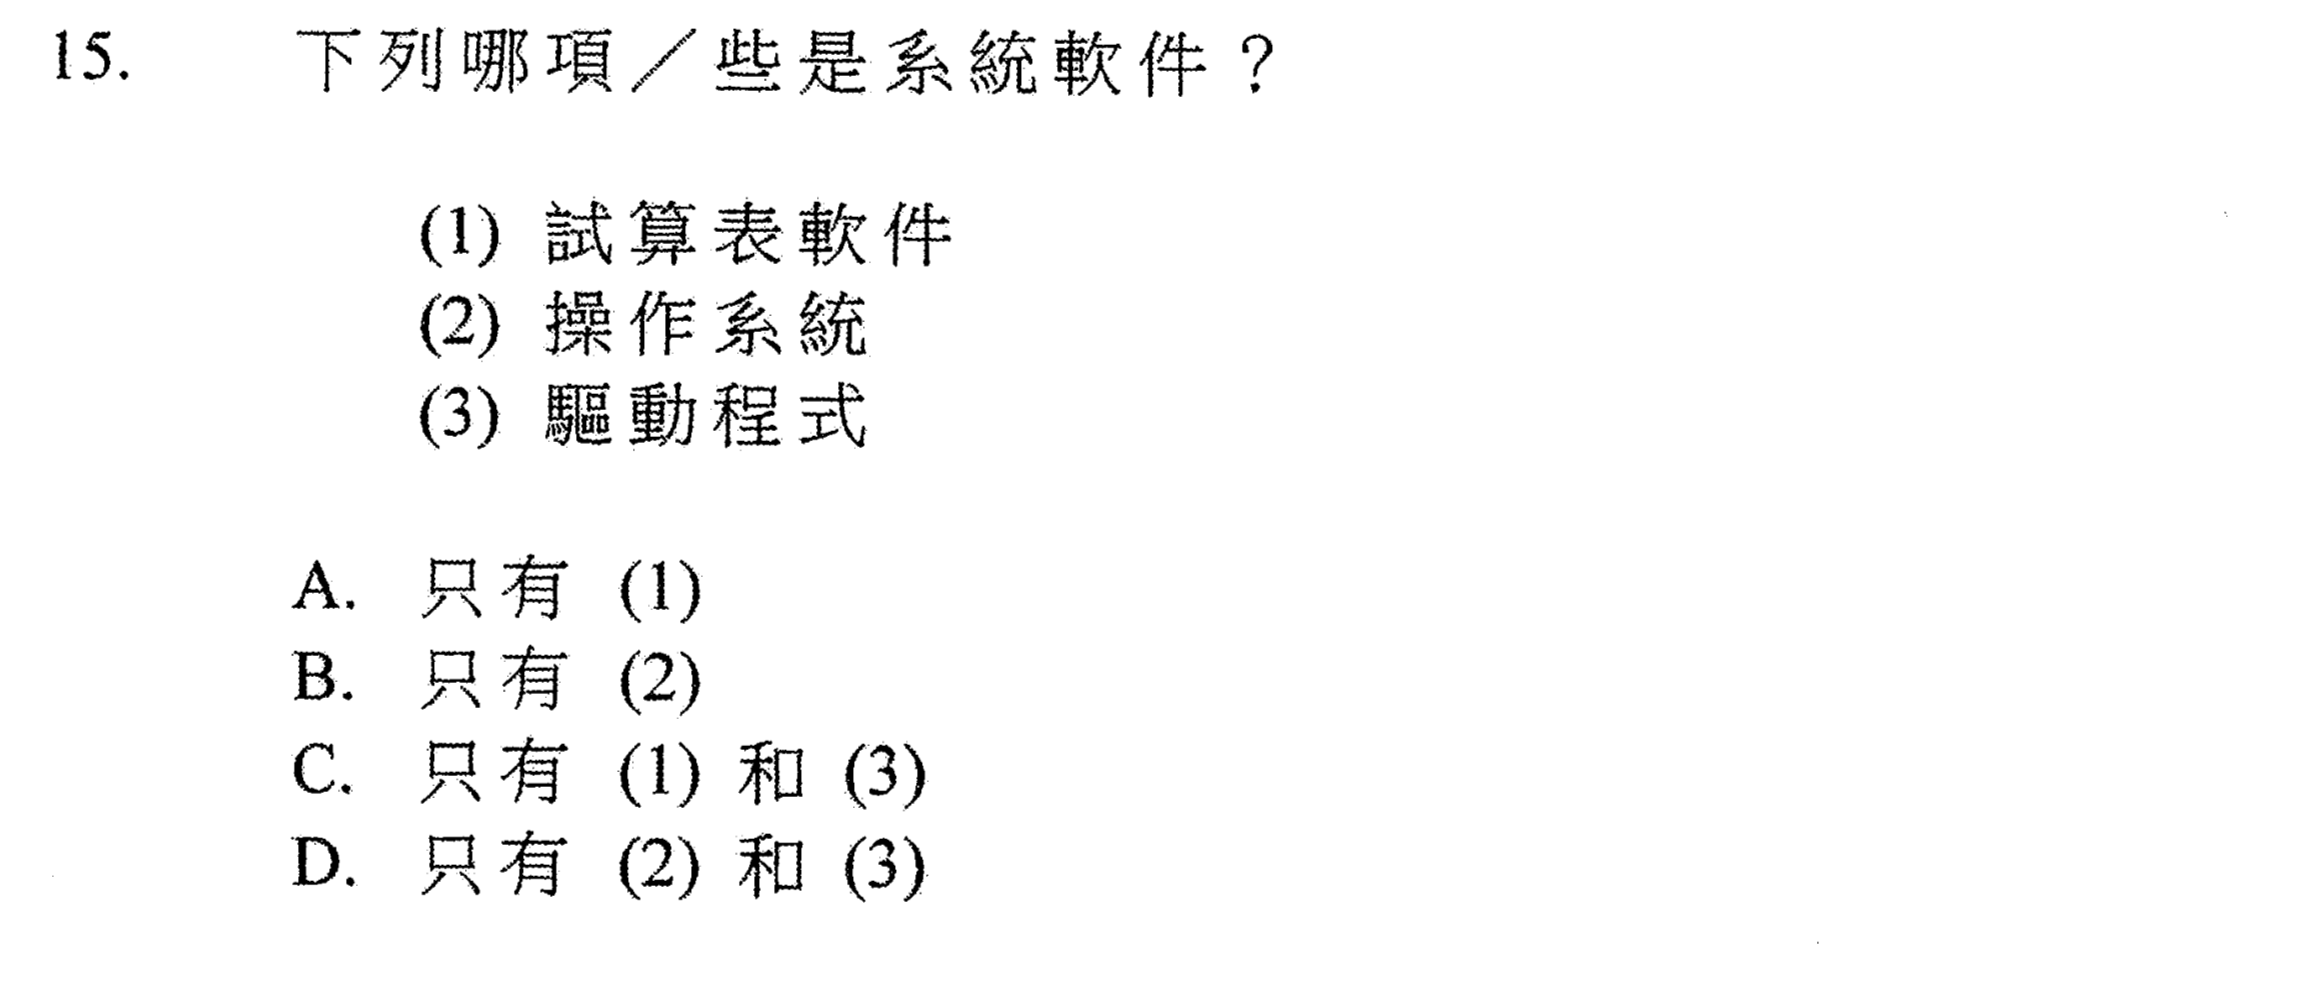 15. 下列哪項／些是系統軟件？
(1) 試算表軟件
(2) 操作系統
(3) 驅動程式
A. 只有 (1)
B. 只有 (2)
C. 只有 (1) 和 (3)
D. 只有 (2) 和 (3)